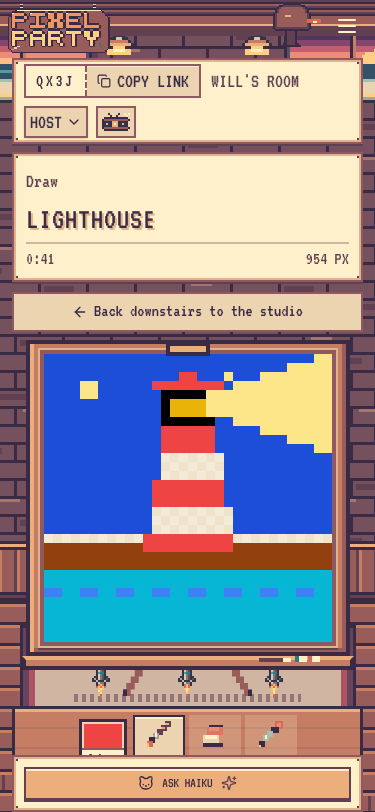 PIXEL
PARTY
QX3J
COPY LINK
WILL'S ROOM
HOST
Draw
LIGHTHOUSE
0:41
954 PX
← Back downstairs to the studio
ASK HAIKU